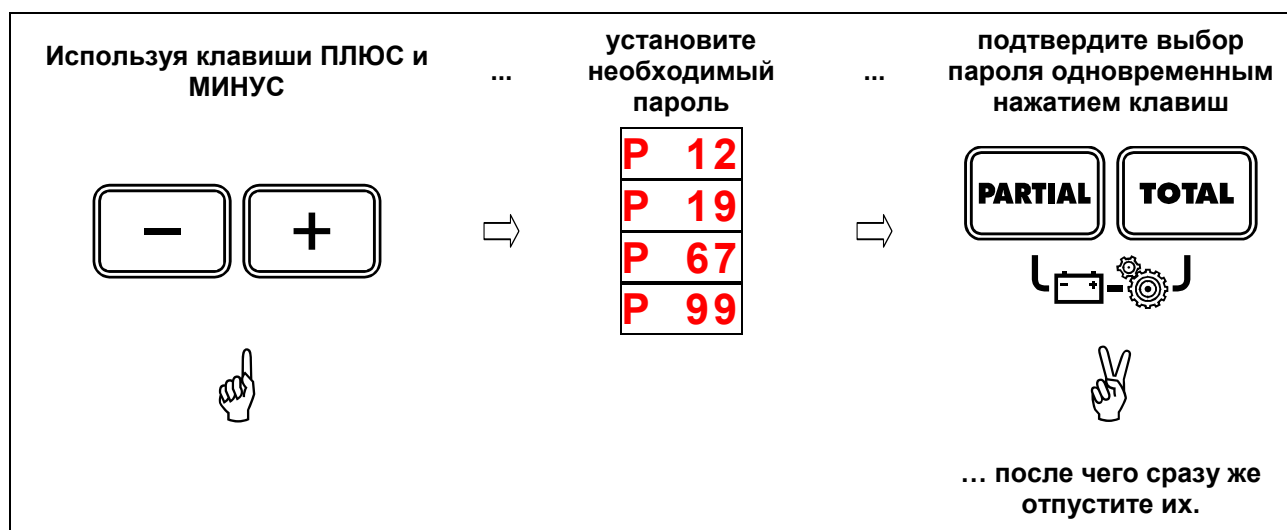 Используя клавиши ПЛЮС и
МИНУС
...
установите
необходимый
пароль
...
подтвердите выбор
пароля одновременным
нажатием клавиш
− +
P 12
P 19
P 67
P 99
PARTIAL TOTAL
- + -
… после чего сразу же
отпустите их.